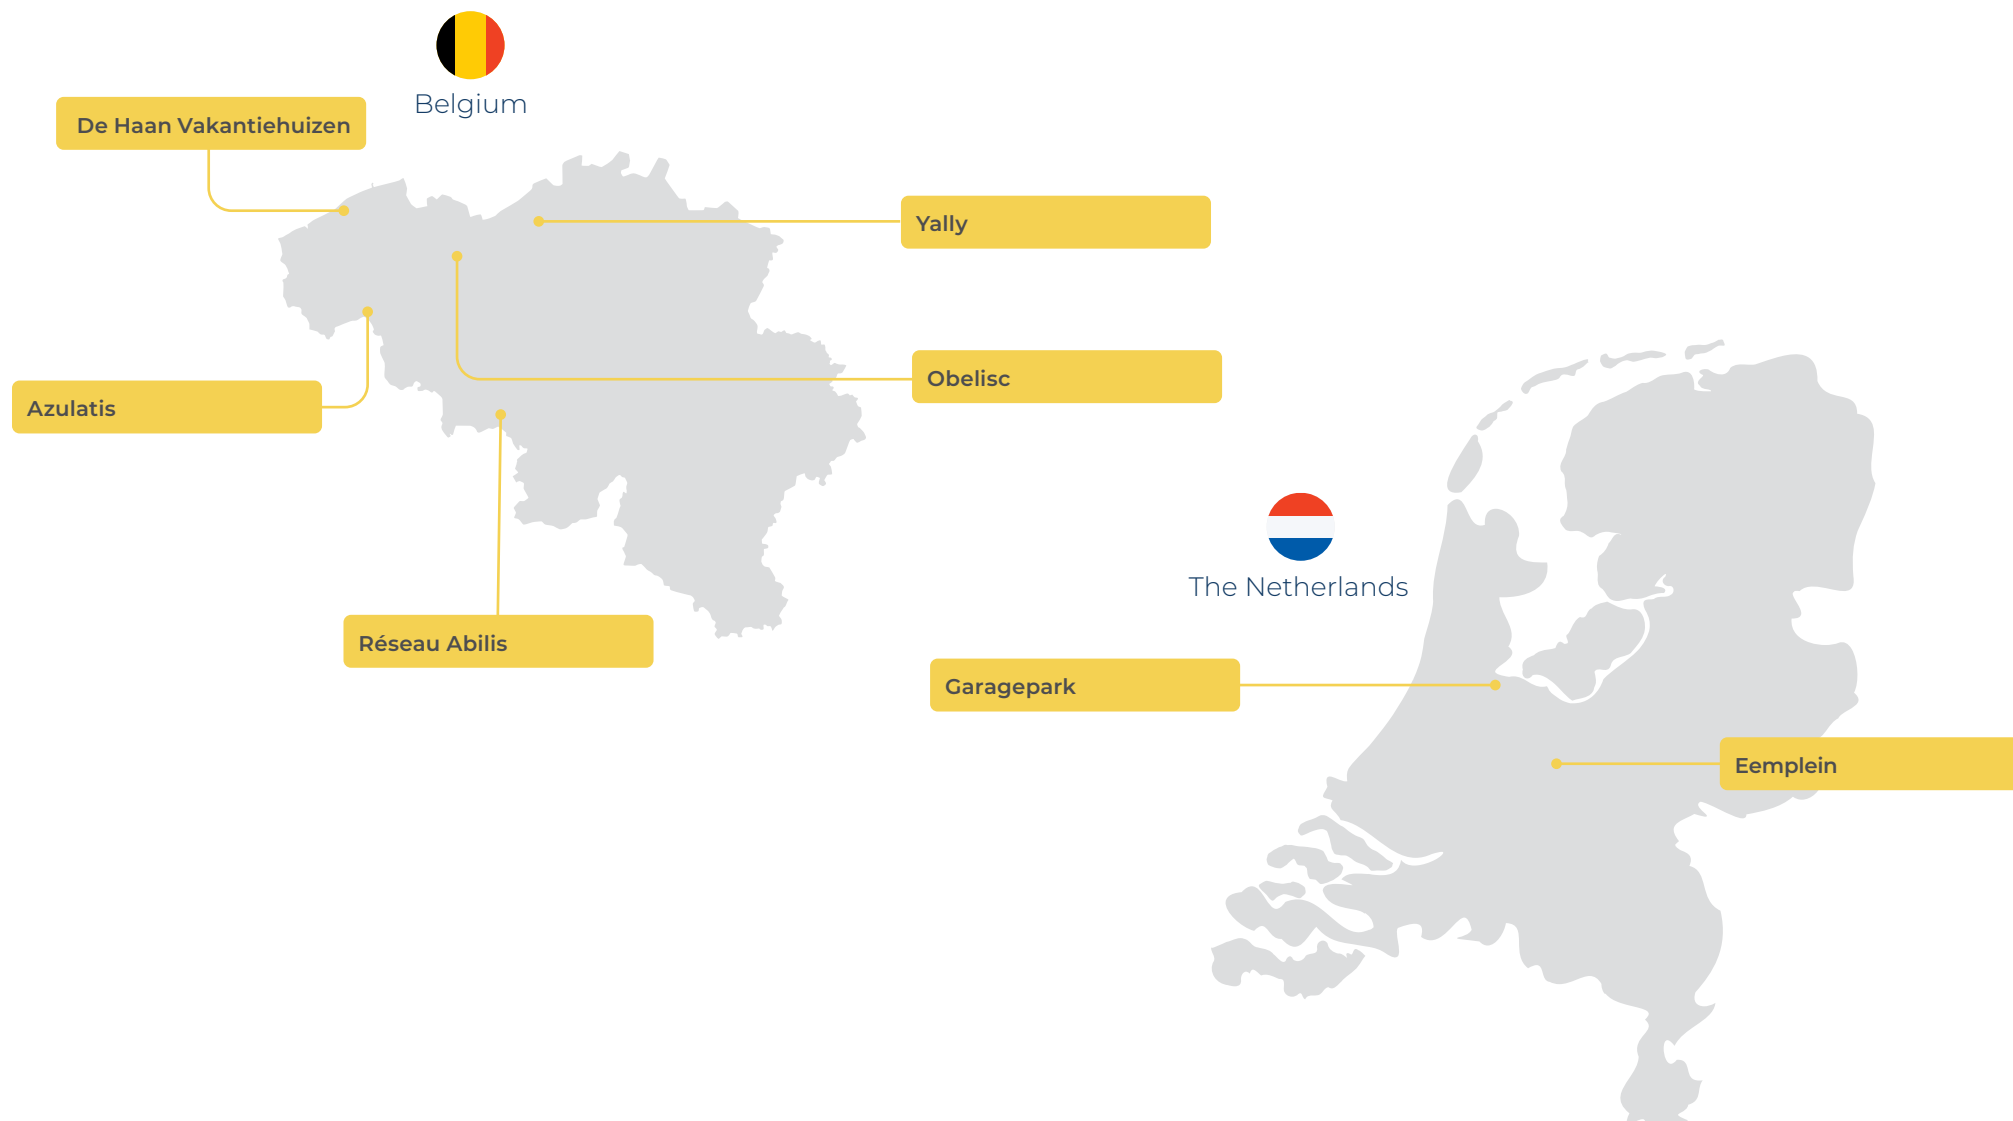 Belgium
De Haan Vakantiehuizen
Yally
Obelisc
Azulatis
Réseau Abilis
The Netherlands
Garagepark
Eemplein